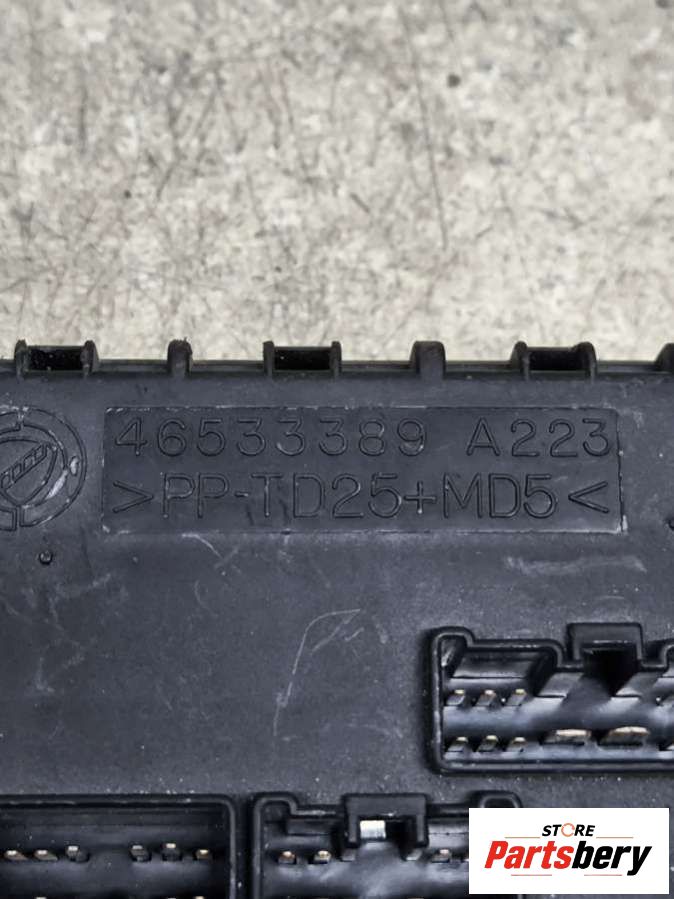 46533389 A223
>PP-TD25+MD5<
STORE
Partsbery